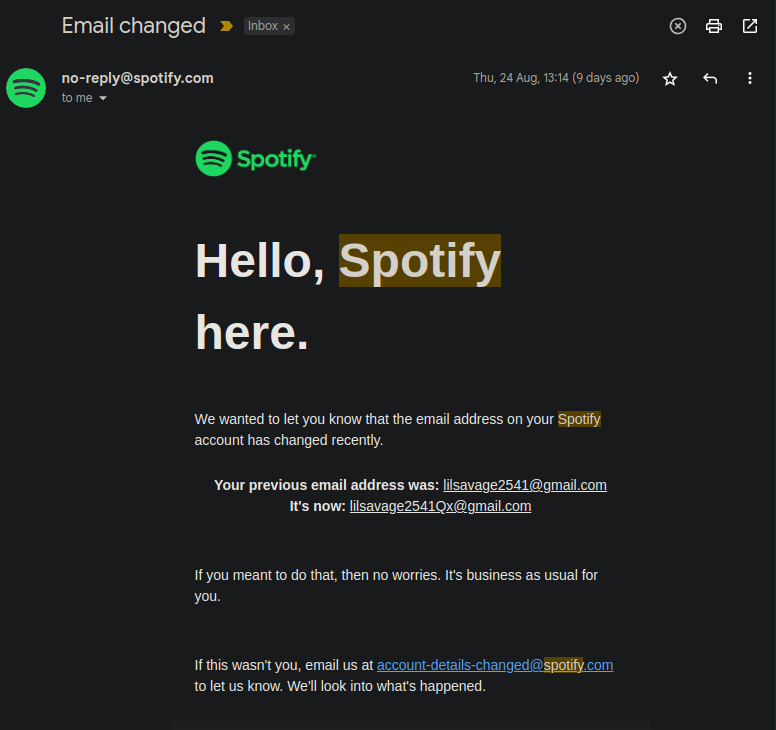 Email changed Inbox ×
no-reply@spotify.com Thu, 24 Aug, 13:14 (9 days ago)
to me
Spotify
Hello, Spotify
here.
We wanted to let you know that the email address on your Spotify
account has changed recently.
Your previous email address was: lilsavage2541@gmail.com
It's now: lilsavage2541Qx@gmail.com
If you meant to do that, then no worries. It's business as usual for
you.
If this wasn't you, email us at account-details-changed@spotify.com
to let us know. We'll look into what's happened.